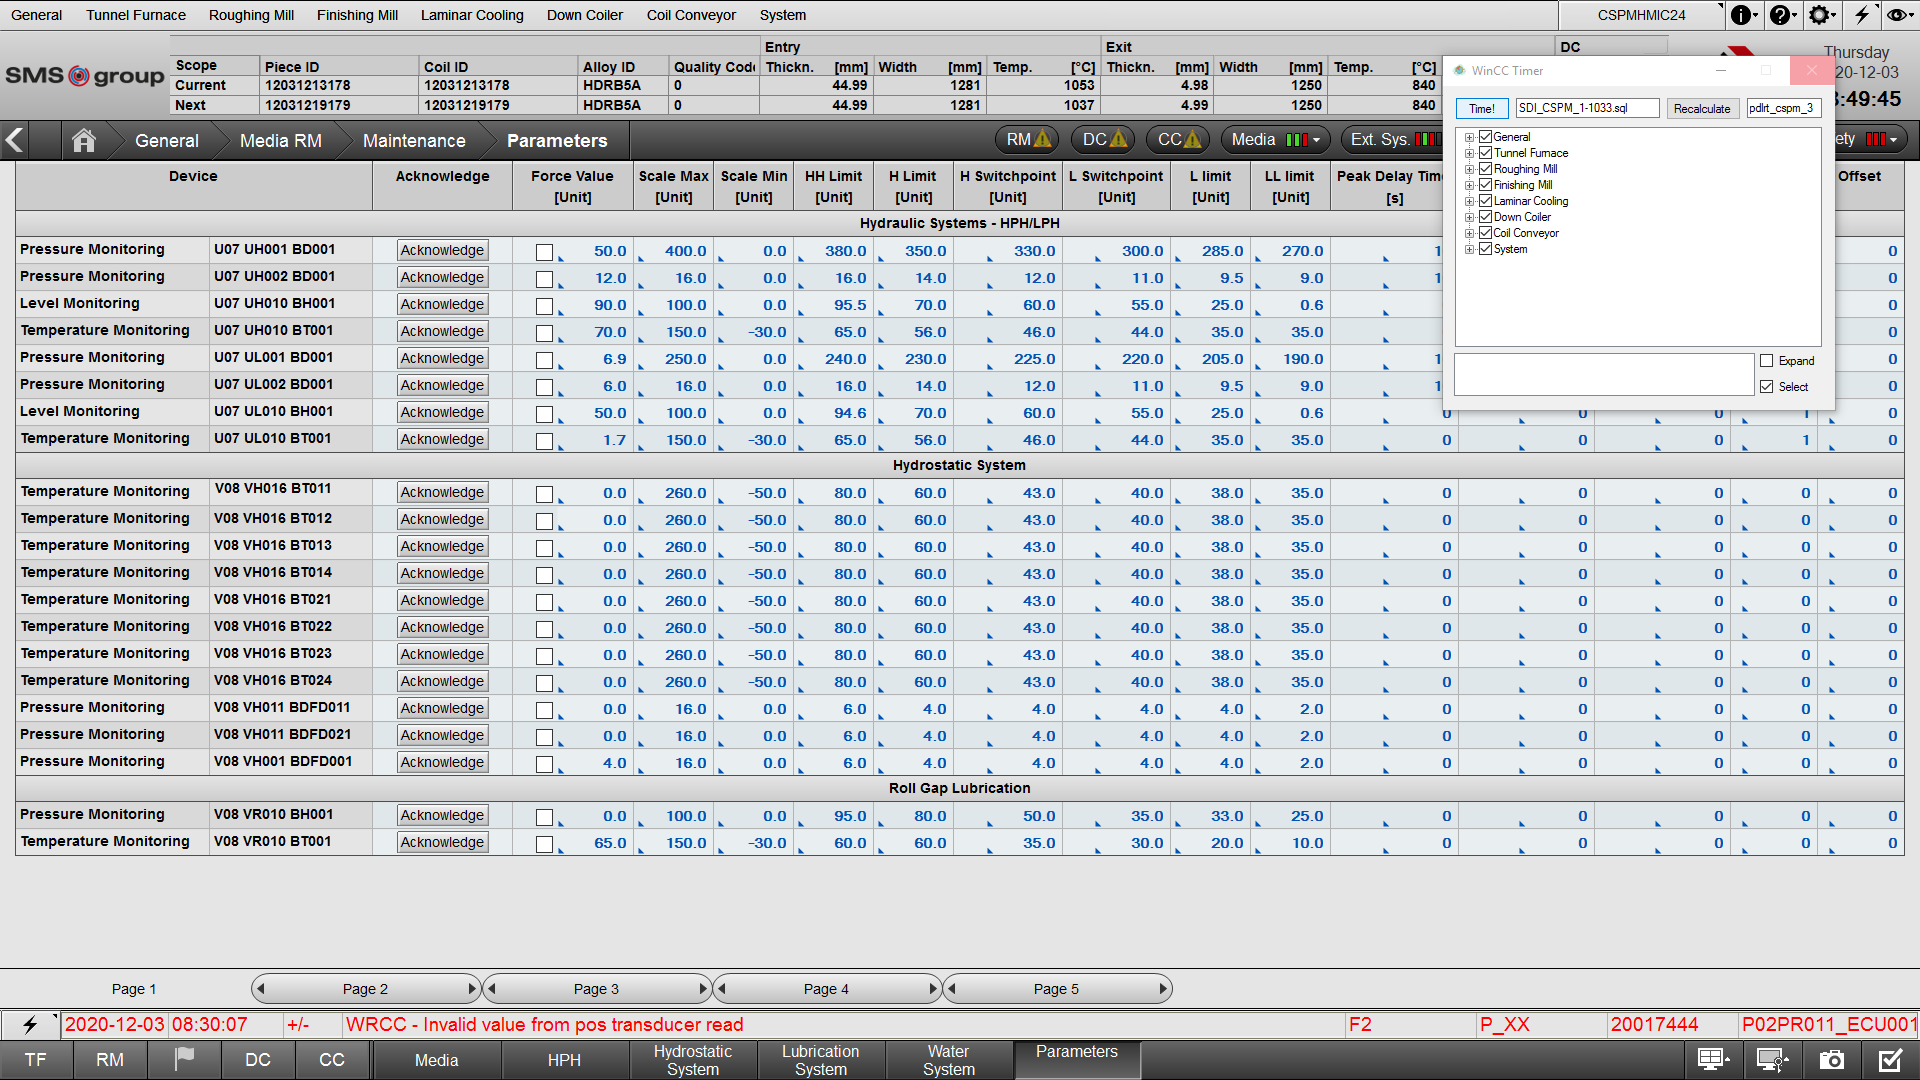 General Tunnel Furnace Roughing Mill Finishing Mill Laminar Cooling Down Coiler Coil Conveyor System CSPMHMIC24
SMS group
Entry Exit DC
Scope Piece ID Coil ID Alloy ID Quality Code Thickn. [mm] Width [mm] Temp. [°C] Thickn. [mm] Width [mm] Temp. [°C]
Current 12031213178 12031213178 HDRB5A 0 44.99 1281 1053 4.98 1250 840
Next 12031219179 12031219179 HDRB5A 0 44.99 1281 1037 4.99 1250 840
Thursday
20-12-03
:49:45
WinCC Timer
Time! SDI_CSPM_1-1033.sql Recalculate pdlrt_cspm_3
General
Tunnel Furnace
Roughing Mill
Finishing Mill
Laminar Cooling
Down Coiler
Coil Conveyor
System
Expand
Select
General Media RM Maintenance Parameters RM DC CC Media Ext. Sys. ety
Device Acknowledge Force Value [Unit] Scale Max [Unit] Scale Min [Unit] HH Limit [Unit] H Limit [Unit] H Switchpoint [Unit] L Switchpoint [Unit] L limit [Unit] LL limit [Unit] Peak Delay Time [s] Offset
Hydraulic Systems - HPH/LPH
Pressure Monitoring U07 UH001 BD001 Acknowledge 50.0 400.0 0.0 380.0 350.0 330.0 300.0 285.0 270.0 1 0
Pressure Monitoring U07 UH002 BD001 Acknowledge 12.0 16.0 0.0 16.0 14.0 12.0 11.0 9.5 9.0 1 0
Level Monitoring U07 UH010 BH001 Acknowledge 90.0 100.0 0.0 95.5 70.0 60.0 55.0 25.0 0.6 0
Temperature Monitoring U07 UH010 BT001 Acknowledge 70.0 150.0 -30.0 65.0 56.0 46.0 44.0 35.0 35.0 0
Pressure Monitoring U07 UL001 BD001 Acknowledge 6.9 250.0 0.0 240.0 230.0 225.0 220.0 205.0 190.0 1 0
Pressure Monitoring U07 UL002 BD001 Acknowledge 6.0 16.0 0.0 16.0 14.0 12.0 11.0 9.5 9.0 1 0
Level Monitoring U07 UL010 BH001 Acknowledge 50.0 100.0 0.0 94.6 70.0 60.0 55.0 25.0 0.6 0 0 0 1 0
Temperature Monitoring U07 UL010 BT001 Acknowledge 1.7 150.0 -30.0 65.0 56.0 46.0 44.0 35.0 35.0 0 0 0 1 0
Hydrostatic System
Temperature Monitoring V08 VH016 BT011 Acknowledge 0.0 260.0 -50.0 80.0 60.0 43.0 40.0 38.0 35.0 0 0 0 0 0
Temperature Monitoring V08 VH016 BT012 Acknowledge 0.0 260.0 -50.0 80.0 60.0 43.0 40.0 38.0 35.0 0 0 0 0 0
Temperature Monitoring V08 VH016 BT013 Acknowledge 0.0 260.0 -50.0 80.0 60.0 43.0 40.0 38.0 35.0 0 0 0 0 0
Temperature Monitoring V08 VH016 BT014 Acknowledge 0.0 260.0 -50.0 80.0 60.0 43.0 40.0 38.0 35.0 0 0 0 0 0
Temperature Monitoring V08 VH016 BT021 Acknowledge 0.0 260.0 -50.0 80.0 60.0 43.0 40.0 38.0 35.0 0 0 0 0 0
Temperature Monitoring V08 VH016 BT022 Acknowledge 0.0 260.0 -50.0 80.0 60.0 43.0 40.0 38.0 35.0 0 0 0 0 0
Temperature Monitoring V08 VH016 BT023 Acknowledge 0.0 260.0 -50.0 80.0 60.0 43.0 40.0 38.0 35.0 0 0 0 0 0
Temperature Monitoring V08 VH016 BT024 Acknowledge 0.0 260.0 -50.0 80.0 60.0 43.0 40.0 38.0 35.0 0 0 0 0 0
Pressure Monitoring V08 VH011 BDFD011 Acknowledge 0.0 16.0 0.0 6.0 4.0 4.0 4.0 4.0 2.0 0 0 0 0 0
Pressure Monitoring V08 VH011 BDFD021 Acknowledge 0.0 16.0 0.0 6.0 4.0 4.0 4.0 4.0 2.0 0 0 0 0 0
Pressure Monitoring V08 VH001 BDFD001 Acknowledge 4.0 16.0 0.0 6.0 4.0 4.0 4.0 4.0 2.0 0 0 0 0 0
Roll Gap Lubrication
Pressure Monitoring V08 VR010 BH001 Acknowledge 0.0 100.0 0.0 95.0 80.0 50.0 35.0 33.0 25.0 0 0 0 0 0
Temperature Monitoring V08 VR010 BT001 Acknowledge 65.0 150.0 -30.0 60.0 60.0 35.0 30.0 20.0 10.0 0 0 0 0 0
Page 1 Page 2 Page 3 Page 4 Page 5
2020-12-03 08:30:07 +/- WRCC - Invalid value from pos transducer read F2 P_XX 20017444 P02PR011_ECU001
TF RM DC CC Media HPH Hydrostatic System Lubrication System Water System Parameters